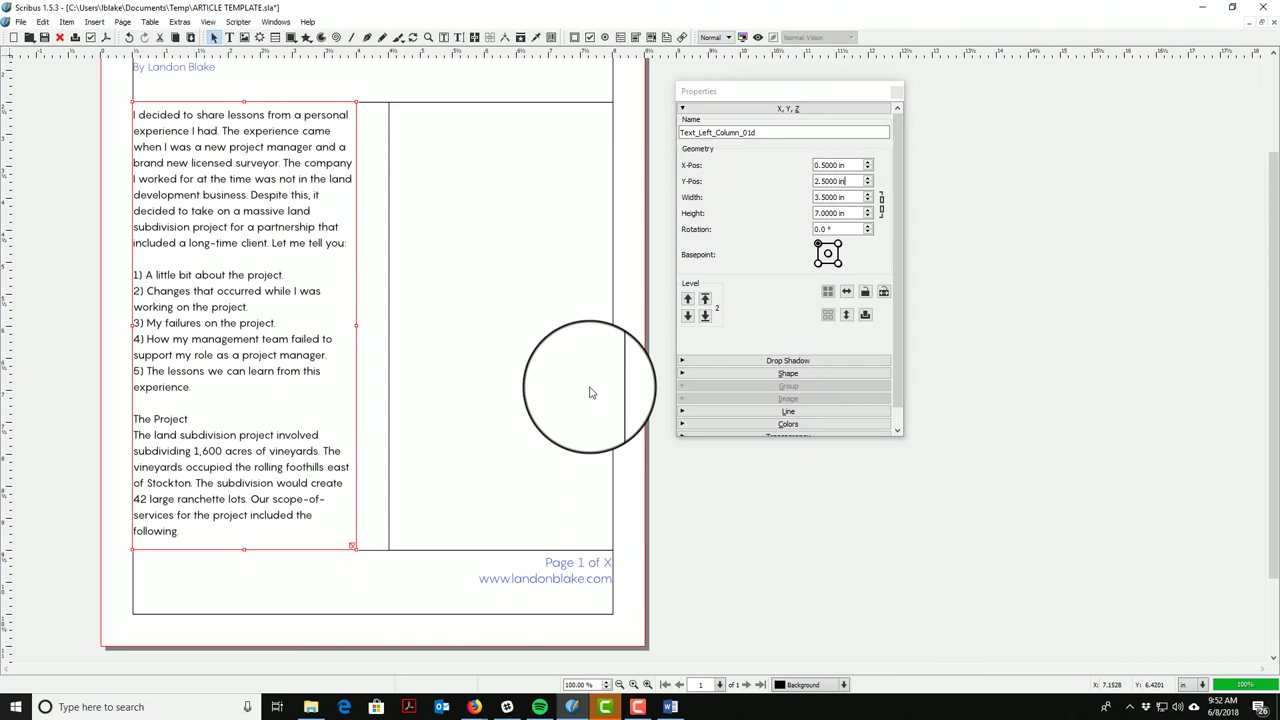 Scribus 1.5.3 - [C:\Users\lblake\Documents\Temp\ARTICLE TEMPLATE.sla*]
File Edit Item Insert Page Table Extras View Scripter Windows Help
Normal Normal Vision
By Landon Blake
I decided to share lessons from a personal
experience I had. The experience came
when I was a new project manager and a
brand new licensed surveyor. The company
I worked for at the time was not in the land
development business. Despite this, it
decided to take on a massive land
subdivision project for a partnership that
included a long-time client. Let me tell you:
1) A little bit about the project.
2) Changes that occurred while I was
working on the project.
3) My failures on the project.
4) How my management team failed to
support my role as a project manager.
5) The lessons we can learn from this
experience.
The Project
The land subdivision project involved
subdividing 1,600 acres of vineyards. The
vineyards occupied the rolling foothills east
of Stockton. The subdivision would create
42 large ranchette lots. Our scope-of-
services for the project included the
following.
Page 1 of X
www.landonblake.com
Properties
X, Y, Z
Name
Text_Left_Column_01d
Geometry
X-Pos: 0.5000 in
Y-Pos: 2.5000 in
Width: 3.5000 in
Height: 7.0000 in
Rotation: 0.0 °
Basepoint:
Level
2
Drop Shadow
Shape
Group
Image
Line
Colors
100.00 % 1 of 1 Background X: 7.1528 Y: 6.4201 in 100%
Type here to search
9:52 AM
6/8/2018
26